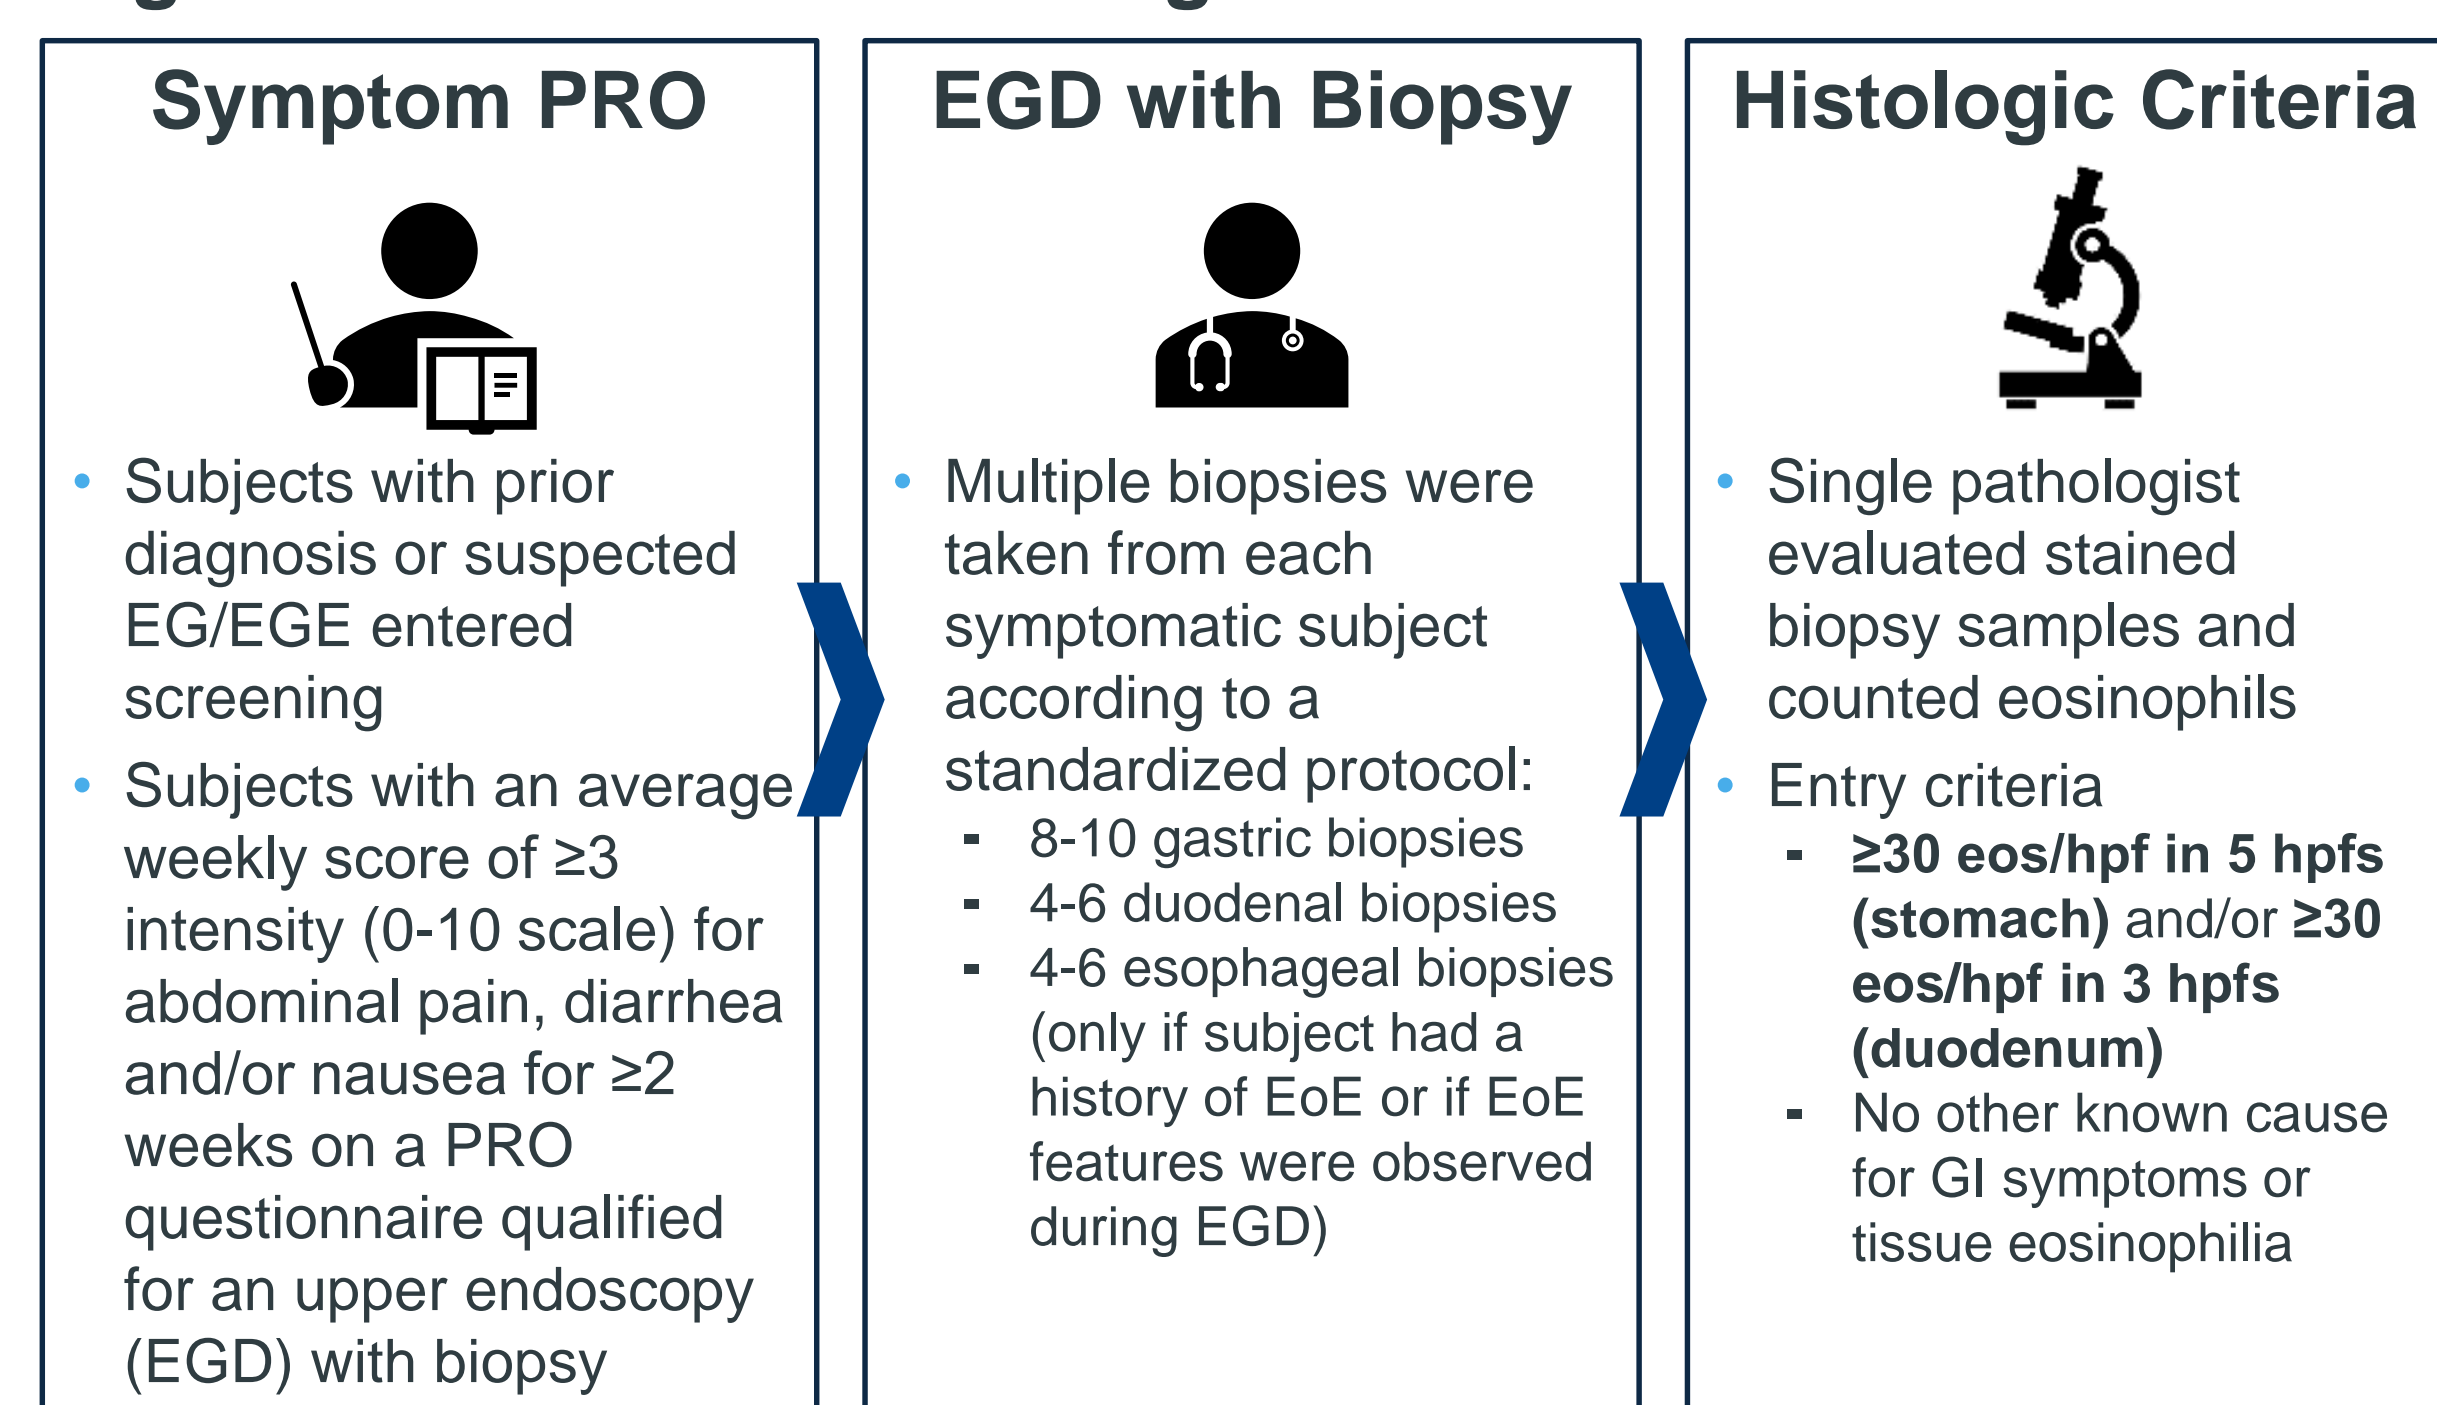 Symptom PRO
• Subjects with prior
diagnosis or suspected
EG/EGE entered
screening
• Subjects with an average
weekly score of ≥3
intensity (0-10 scale) for
abdominal pain, diarrhea
and/or nausea for ≥2
weeks on a PRO
questionnaire qualified
for an upper endoscopy
(EGD) with biopsy
EGD with Biopsy
• Multiple biopsies were
taken from each
symptomatic subject
according to a
standardized protocol:
- 8-10 gastric biopsies
- 4-6 duodenal biopsies
- 4-6 esophageal biopsies
(only if subject had a
history of EoE or if EoE
features were observed
during EGD)
Histologic Criteria
• Single pathologist
evaluated stained
biopsy samples and
counted eosinophils
• Entry criteria
- ≥30 eos/hpf in 5 hpfs
(stomach) and/or ≥30
eos/hpf in 3 hpfs
(duodenum)
- No other known cause
for GI symptoms or
tissue eosinophilia